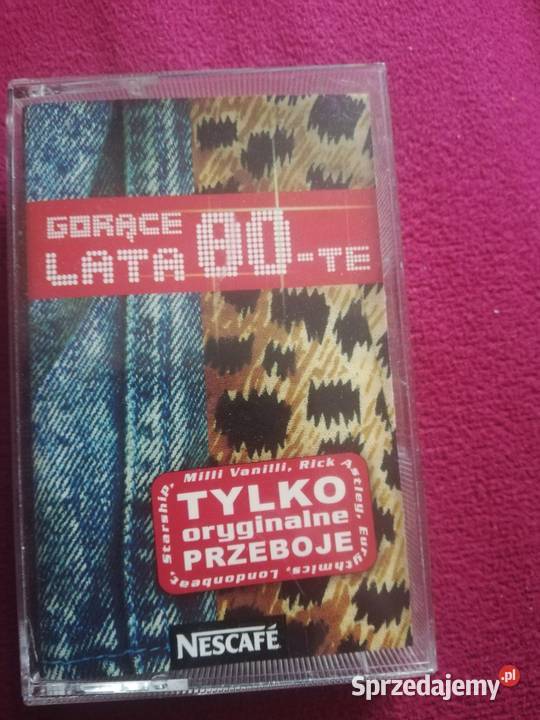 GORĄCE
LATA 80-TE
Starship, Milli Vanilli, Rick Astley, Eurythmics, Londonbeat,
TYLKO
oryginalne
PRZEBOJE
NESCAFÉ
Sprzedajemy.pl